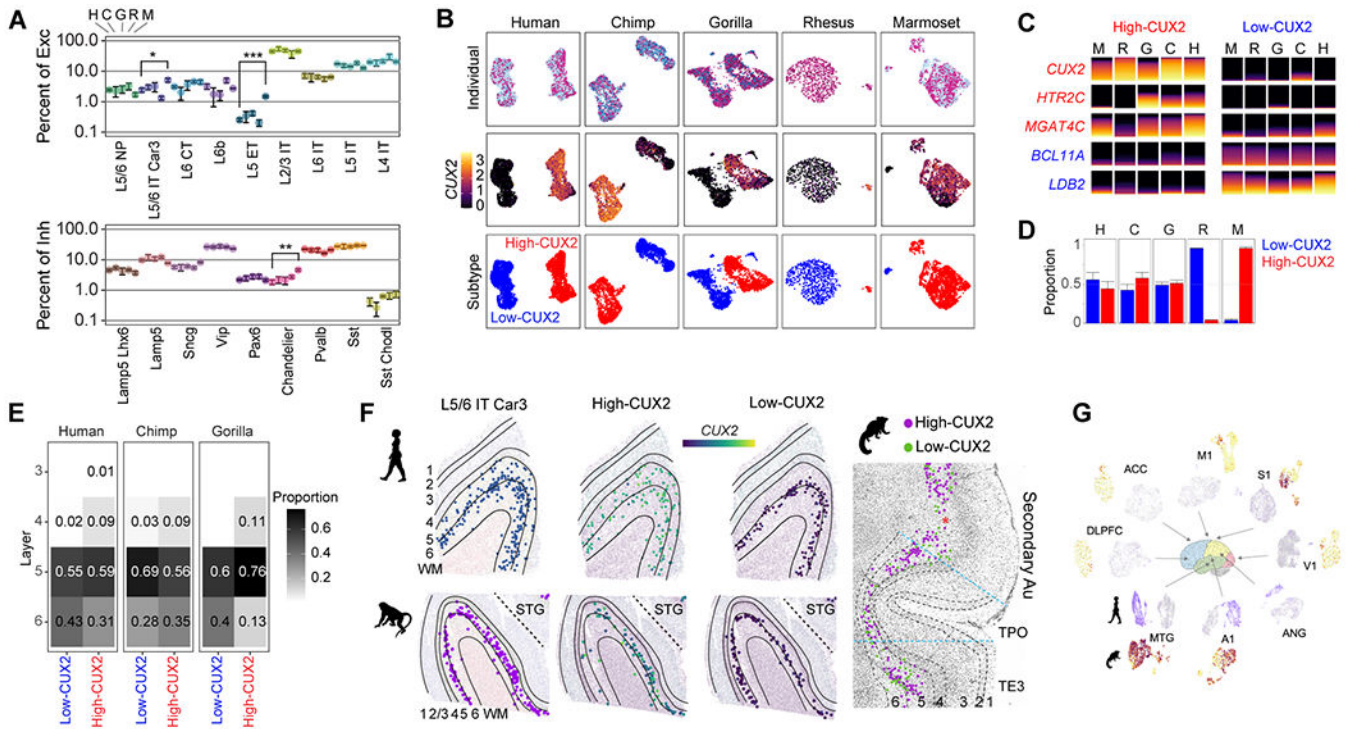 A
H C G R M
Percent of Exc
100.0
10.0
1.0
0.1
*
***
L5/6 NP
L5/6 IT Car3
L6 CT
L6b
L5 ET
L2/3 IT
L6 IT
L5 IT
L4 IT
Percent of Inh
100.0
10.0
1.0
0.1
**
Lamp5 Lhx6
Lamp5
Sncg
Vip
Pax6
Chandelier
Pvalb
Sst
Sst Chodl
B
Human Chimp Gorilla Rhesus Marmoset
Individual
CUX2
3
2
1
0
Subtype
High-CUX2
Low-CUX2
C
High-CUX2 Low-CUX2
M R G C H M R G C H
CUX2
HTR2C
MGAT4C
BCL11A
LDB2
D
H C G R M
Proportion
1
0.5
0
Low-CUX2
High-CUX2
E
Human Chimp Gorilla
Layer
3
0.01
4
0.02 0.09 0.03 0.09 0.11
5
0.55 0.59 0.69 0.56 0.6 0.76
6
0.43 0.31 0.28 0.35 0.4 0.13
Low-CUX2
High-CUX2
Low-CUX2
High-CUX2
Low-CUX2
High-CUX2
Proportion
0.6
0.4
0.2
F
L5/6 IT Car3 High-CUX2 Low-CUX2
CUX2
1
2
3
4
5
6
WM
STG STG STG
1 2/3 4 5 6 WM
High-CUX2
Low-CUX2
*
Secondary Au
TPO
TE3
6 5 4 3 2 1
G
M1
ACC
S1
DLPFC
V1
MTG
A1
ANG